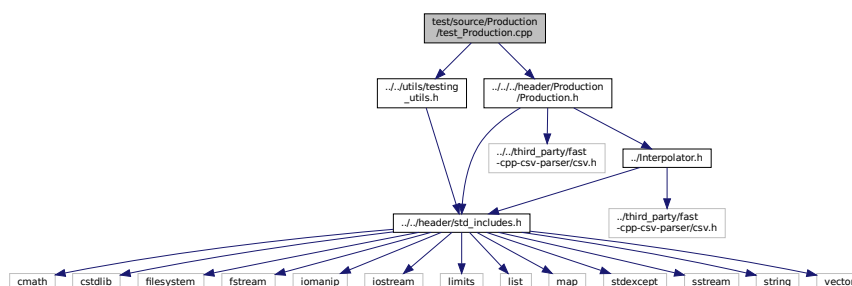 test/source/Production
/test_Production.cpp
../../utils/testing
_utils.h
../../../header/Production
/Production.h
../../third_party/fast
-cpp-csv-parser/csv.h
../Interpolator.h
../third_party/fast
-cpp-csv-parser/csv.h
../../header/std_includes.h
cmath
cstdlib
filesystem
fstream
iomanip
iostream
limits
list
map
stdexcept
sstream
string
vector